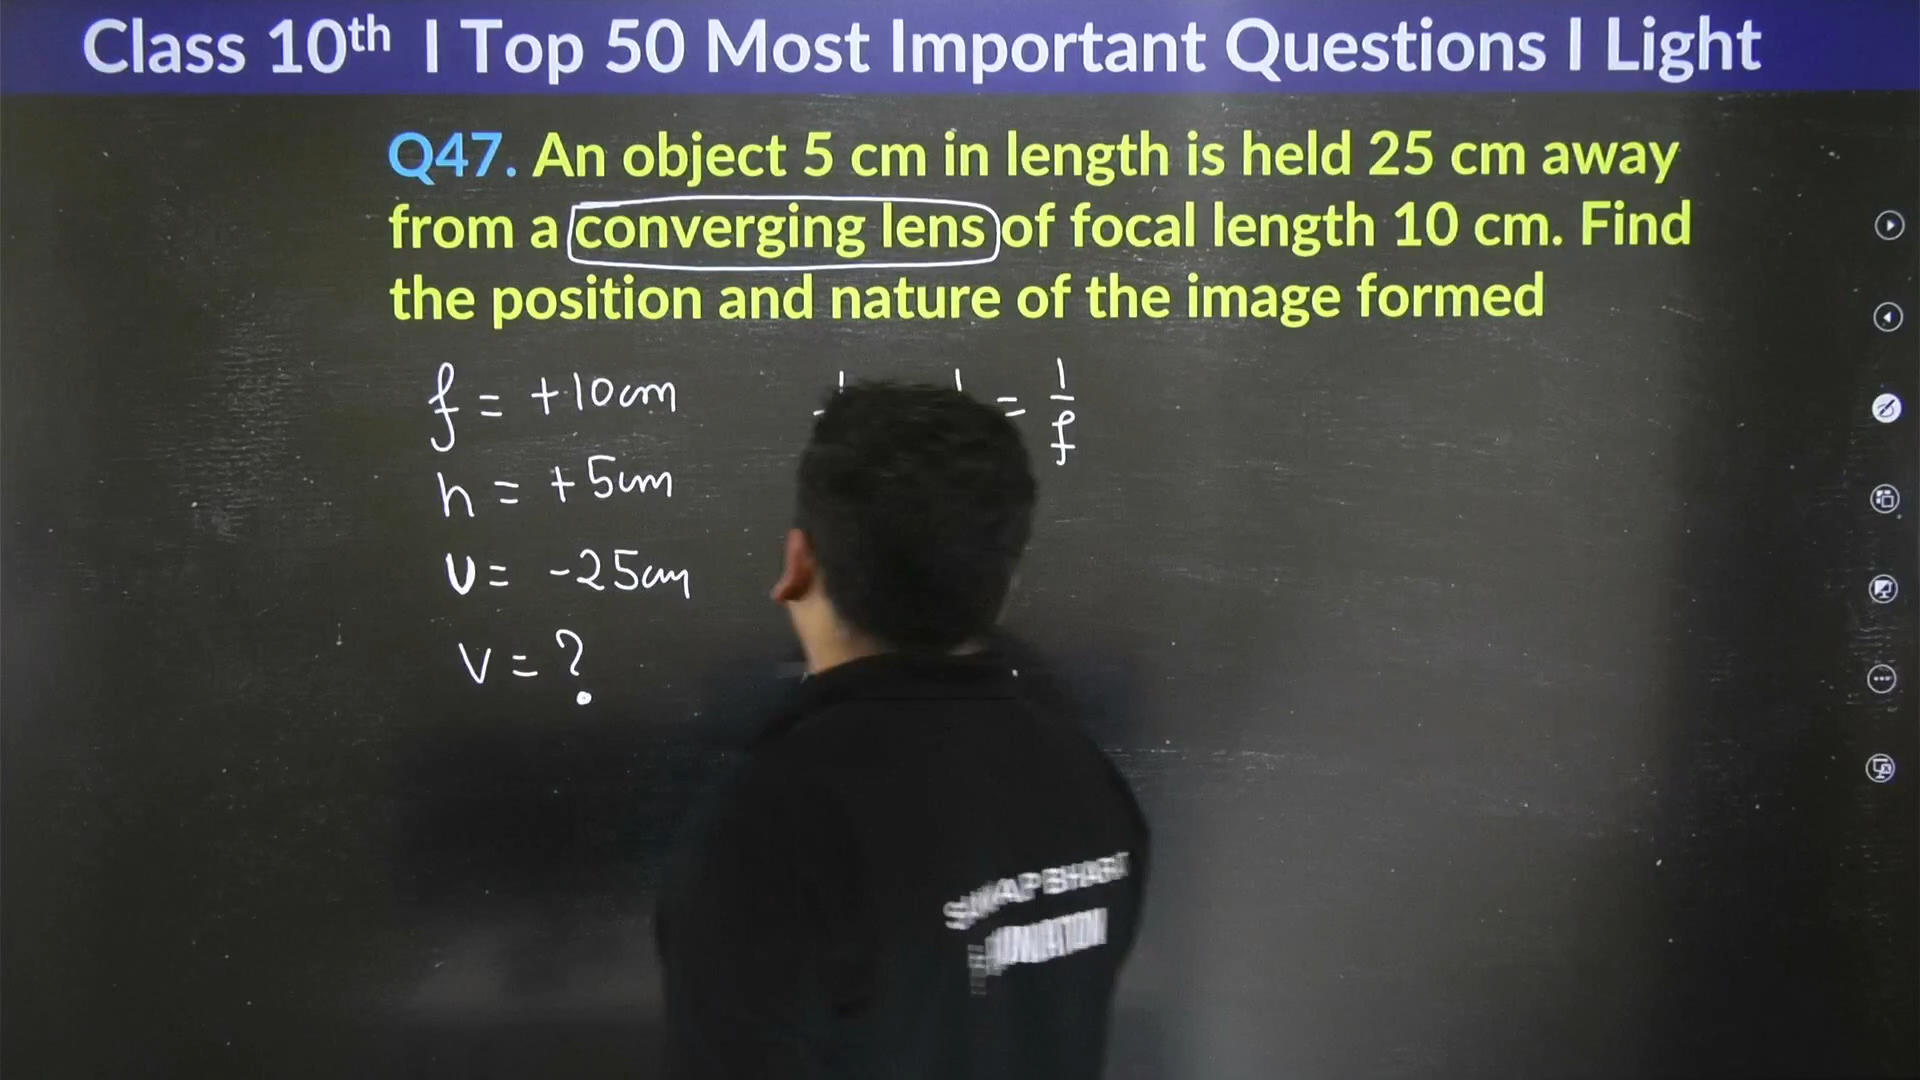 Class 10th I Top 50 Most Important Questions I Light
Q47. An object 5 cm in length is held 25 cm away
from a converging lens of focal length 10 cm. Find
the position and nature of the image formed
f = +10cm
= 1/f
h = +5cm
u = -25cm
v = ?